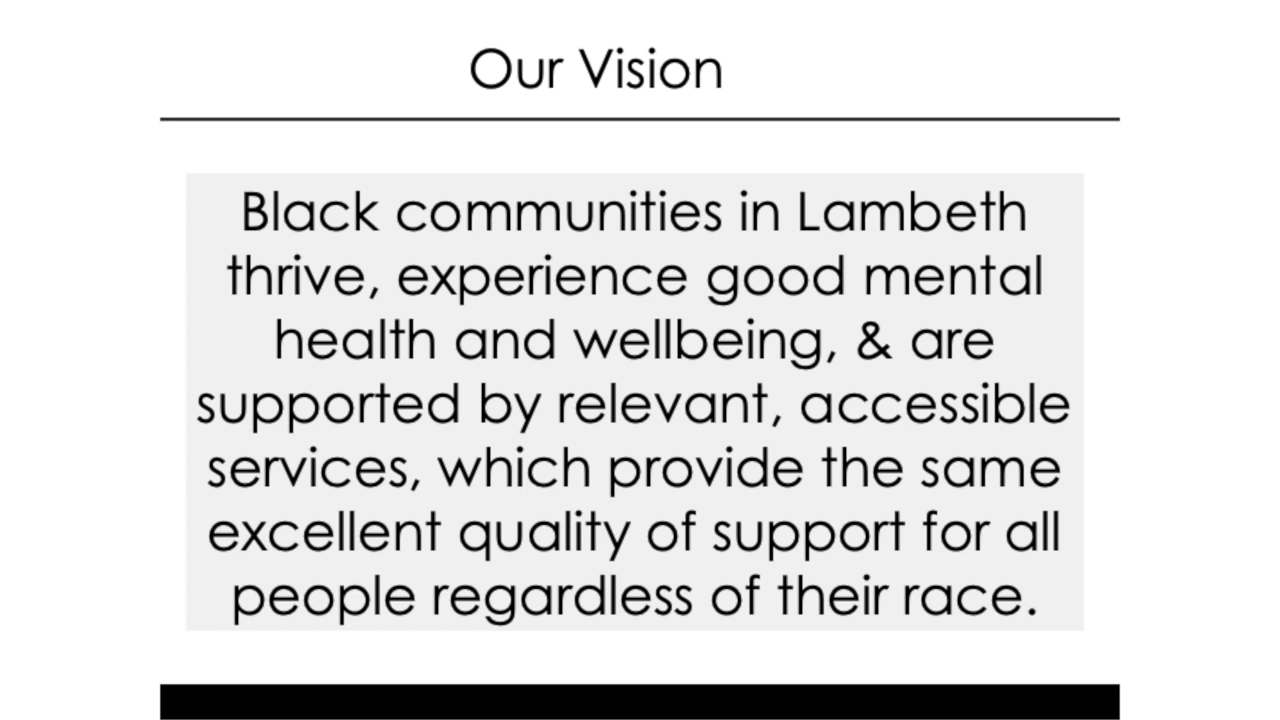 Our Vision
Black communities in Lambeth
thrive, experience good mental
health and wellbeing, & are
supported by relevant, accessible
services, which provide the same
excellent quality of support for all
people regardless of their race.